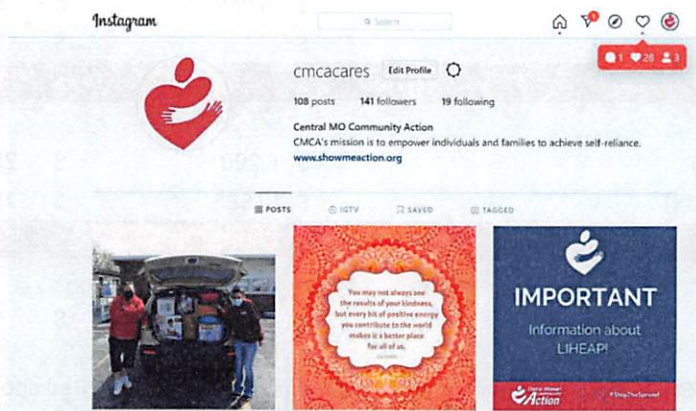 Instagram
Search
1
1 28 3
cmcacares Edit Profile
108 posts 141 followers 19 following
Central MO Community Action
CMCA's mission is to empower individuals and families to achieve self-reliance.
www.showmeaction.org
POSTS IGTV SAVED TAGGED
You may not always see
the results of your kindness,
but every bit of positive energy
you contribute to the world
makes it a better place
for all of us.
IMPORTANT
Information about
LIHEAP!
Action
#StopTheSpread